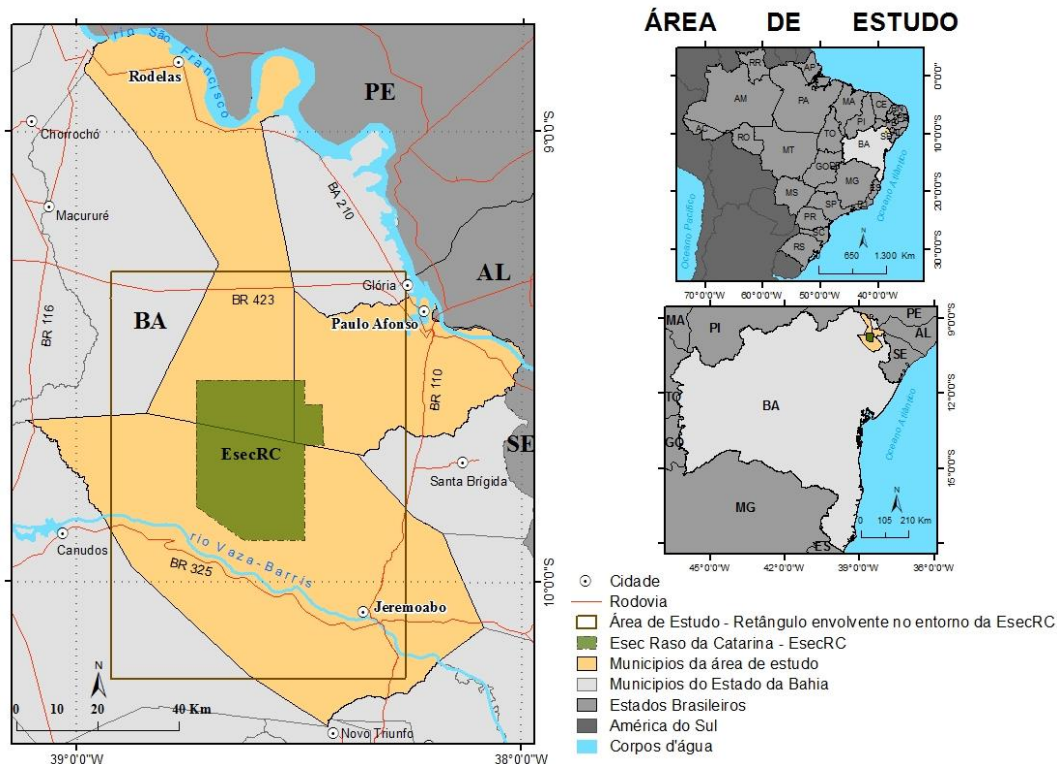 ÁREA DE ESTUDO
rio São Francisco
Rodelas
PE
Chorrochó
9°0'0"S
Macururé
BA 210
AL
Glória
BR 423
Paulo Afonso
BA
BR 116
BR 110
SE
EsecRC
Santa Brígida
Canudos
rio Vaza-Barris
BR 325
10°0'0"S
Jeremoabo
N
0 10 20 40 Km
Novo Triunfo
39°0'0"W 38°0'0"W
RR AP
AM PA MA CE
PI
AC RO TO SE
MT BA
GO DF
MG ES
MS
SP RJ
PR
SC
RS
Oceano Pacífico
Oceano Atlântico
N
0 650 1.300 Km
0°0'0"
10°0'0"S
20°0'0"S
30°0'0"S
70°0'0"W 60°0'0"W 50°0'0"W 40°0'0"W
MA PI PE
AL
SE
TO BA
GO
MG
ES
Oceano Atlântico
N
0 105 210 Km
9°0'0"S
12°0'0"S
15°0'0"S
45°0'0"W 42°0'0"W 39°0'0"W 36°0'0"W
Cidade
Rodovia
Área de Estudo - Retângulo envolvente no entorno da EsecRC
Esec Raso da Catarina - EsecRC
Municipios da área de estudo
Municipios do Estado da Bahia
Estados Brasileiros
América do Sul
Corpos d'água